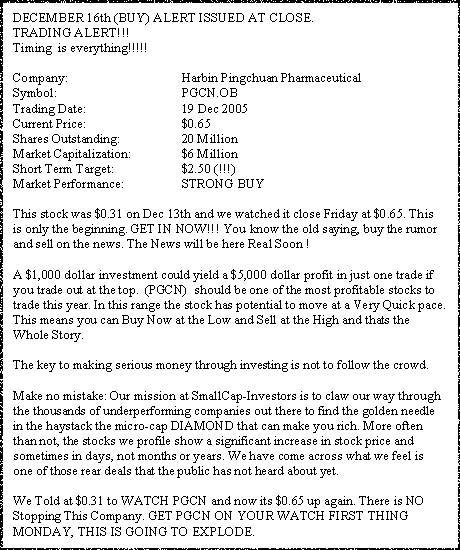 DECEMBER 16th (BUY) ALERT ISSUED AT CLOSE.
TRADING ALERT!!!
Timing is everything!!!!!
Company: Harbin Pingchuan Pharmaceutical
Symbol: PGCN.OB
Trading Date: 19 Dec 2005
Current Price: $0.65
Shares Outstanding: 20 Million
Market Capitalization: $6 Million
Short Term Target: $2.50 (!!!)
Market Performance: STRONG BUY
This stock was $0.31 on Dec 13th and we watched it close Friday at $0.65. This
is only the beginning. GET IN NOW!!! You know the old saying, buy the rumor
and sell on the news. The News will be here Real Soon !
A $1,000 dollar investment could yield a $5,000 dollar profit in just one trade if
you trade out at the top. (PGCN) should be one of the most profitable stocks to
trade this year. In this range the stock has potential to move at a Very Quick pace.
This means you can Buy Now at the Low and Sell at the High and thats the
Whole Story.
The key to making serious money through investing is not to follow the crowd.
Make no mistake: Our mission at SmallCap-Investors is to claw our way through
the thousands of underperforming companies out there to find the golden needle
in the haystack the micro-cap DIAMOND that can make you rich. More often
than not, the stocks we profile show a significant increase in stock price and
sometimes in days, not months or years. We have come across what we feel is
one of those rear deals that the public has not heard about yet.
We Told at $0.31 to WATCH PGCN and now its $0.65 up again. There is NO
Stopping This Company. GET PGCN ON YOUR WATCH FIRST THING
MONDAY, THIS IS GOING TO EXPLODE.